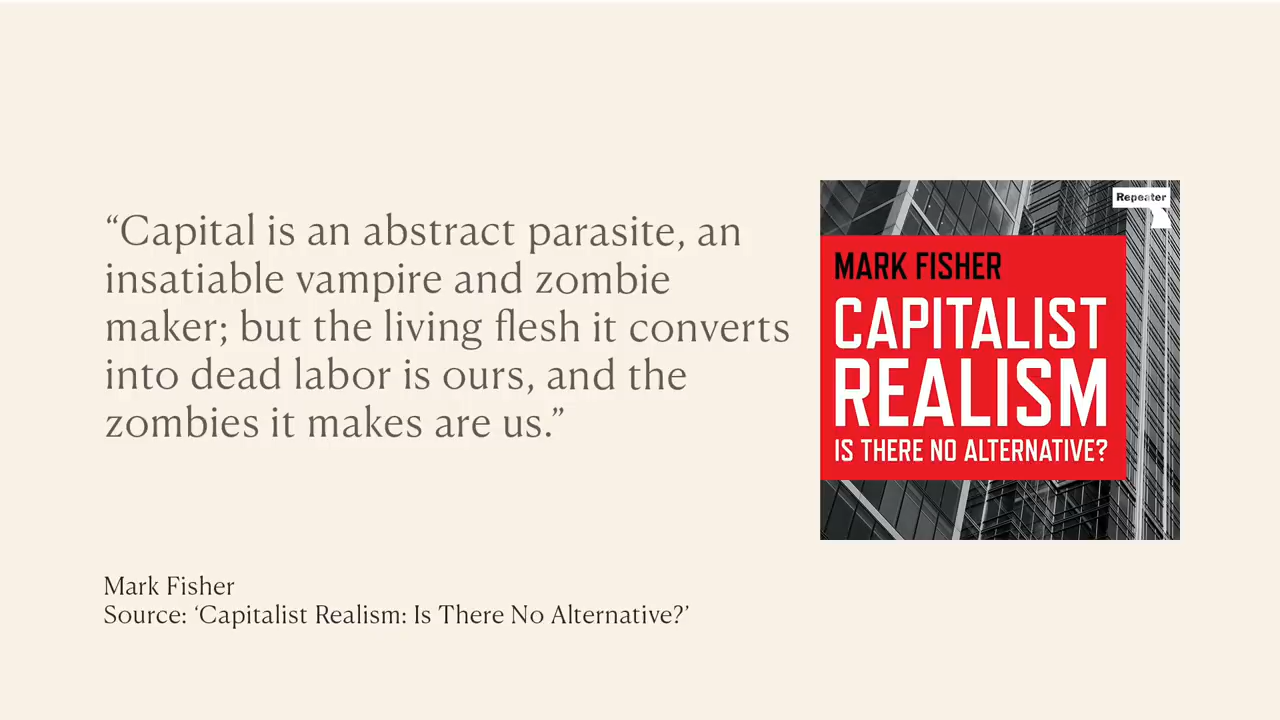 “Capital is an abstract parasite, an
insatiable vampire and zombie
maker; but the living flesh it converts
into dead labor is ours, and the
zombies it makes are us.”
Mark Fisher
Source: ‘Capitalist Realism: Is There No Alternative?’
Repeater
MARK FISHER
CAPITALIST
REALISM
IS THERE NO ALTERNATIVE?